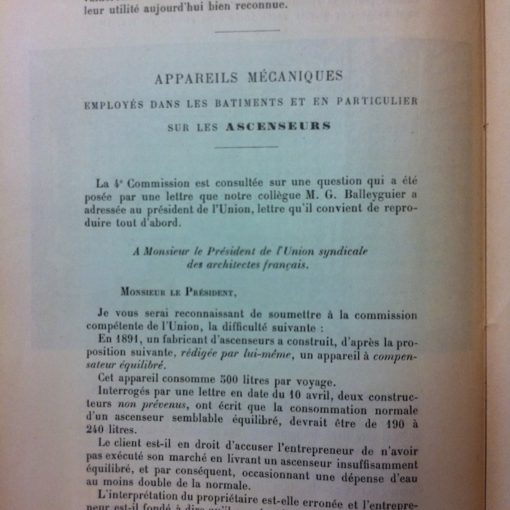 leur utilité aujourd'hui bien reconnue.
APPAREILS MÉCANIQUES
EMPLOYÉS DANS LES BATIMENTS ET EN PARTICULIER
SUR LES ASCENSEURS
La 4e Commission est consultée sur une question qui a été
posée par une lettre que notre collègue M. G. Balleyguier a
adressée au président de l'Union, lettre qu'il convient de repro-
duire tout d'abord.
A Monsieur le Président de l'Union syndicale
des architectes français.
MONSIEUR LE PRÉSIDENT,
Je vous serai reconnaissant de soumettre à la commission
compétente de l'Union, la difficulté suivante :
En 1891, un fabricant d'ascenseurs a construit, d'après la pro-
position suivante, rédigée par lui-même, un appareil à compen-
sateur équilibré.
Cet appareil consomme 500 litres par voyage.
Interrogés par une lettre en date du 10 avril, deux construc-
teurs non prévenus, ont écrit que la consommation normale
d'un ascenseur semblable équilibré, devrait être de 190 à
240 litres.
Le client est-il en droit d'accuser l'entrepreneur de n'avoir
pas exécuté son marché en livrant un ascenseur insuffisamment
équilibré, et par conséquent, occasionnant une dépense d'eau
au moins double de la normale.
L'interprétation du propriétaire est-elle erronée et l'entrepre-
neur est-il fondé à dire